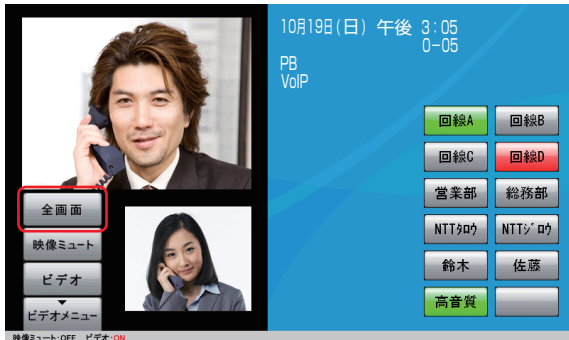 10月19日(日) 午後 3:05
0-05
PB
VoIP
回線A 回線B
回線C 回線D
営業部 総務部
NTTタロウ NTTジロウ
鈴木 佐藤
高音質
全画面
映像ミュート
ビデオ
ビデオメニュー
映像ミュート:OFF ビデオ:ON